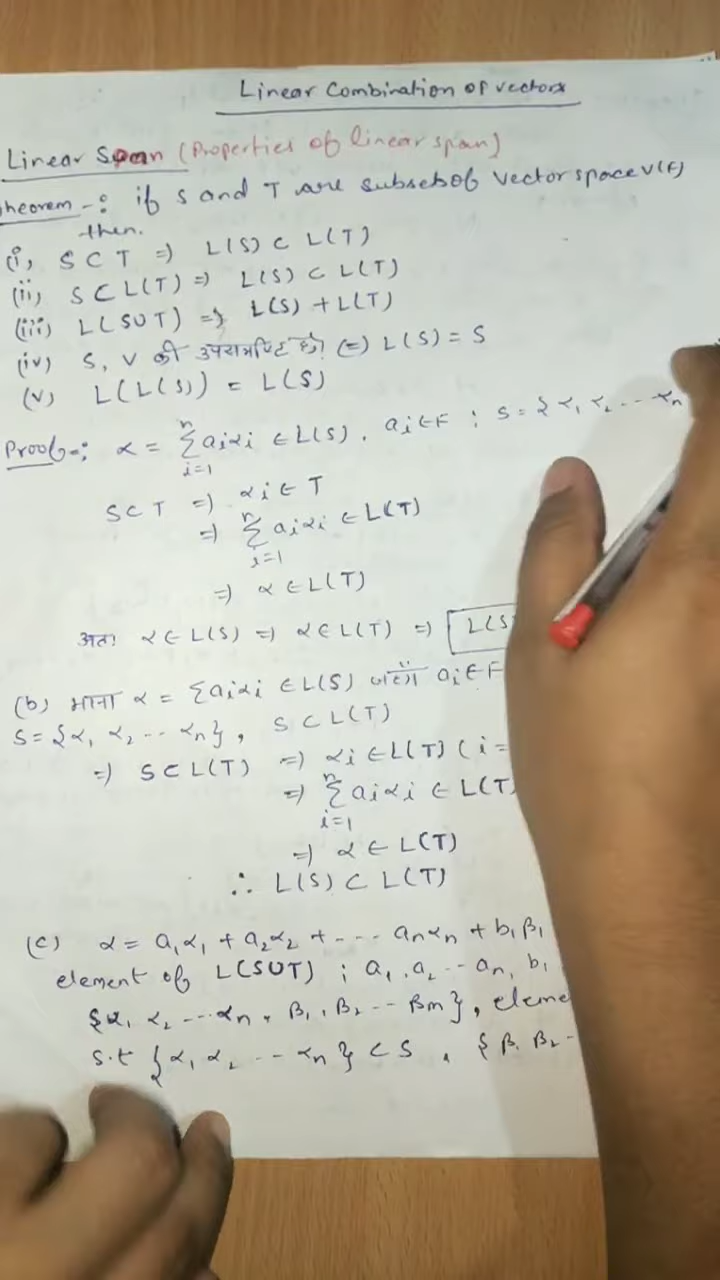 Linear Combination of vectors
Linear Span (Properties of linear span)
Theorem -: if S and T are subsets of vector space V(F)
then.
(i) S ⊂ T ⇒ L(S) ⊂ L(T)
(ii) S ⊂ L(T) ⇒ L(S) ⊂ L(T)
(iii) L(S∪T) ⇒ L(S) + L(T)
(iv) S, V की उपसमष्टि है। ⇔ L(S) = S
(v) L(L(S)) = L(S)
Proof -: α = n∑i=1 aiαi ∈ L(S), ai ∈ F ; S = {α1 α2 ... αn
S ⊂ T ⇒ αi ∈ T
⇒ n∑i=1 aiαi ∈ L(T)
⇒ α ∈ L(T)
अतः α ∈ L(S) ⇒ α ∈ L(T) ⇒ L(S
(b) माना α = ∑aiαi ∈ L(S) जहाँ ai ∈ F
S = {α1, α2 ... αn}, S ⊂ L(T)
⇒ S ⊂ L(T) ⇒ αi ∈ L(T) (i =
⇒ n∑i=1 aiαi ∈ L(T)
⇒ α ∈ L(T)
∴ L(S) ⊂ L(T)
(c) α = a1α1 + a2α2 + ... anαn + b1β1
element of L(S∪T) ; a1, a2 ... an, b1
{α1 α2 ... αn, β1, β2 ... βm}, eleme
s.t {α1 α2 ... αn} ⊂ S, {β1 β2 ..